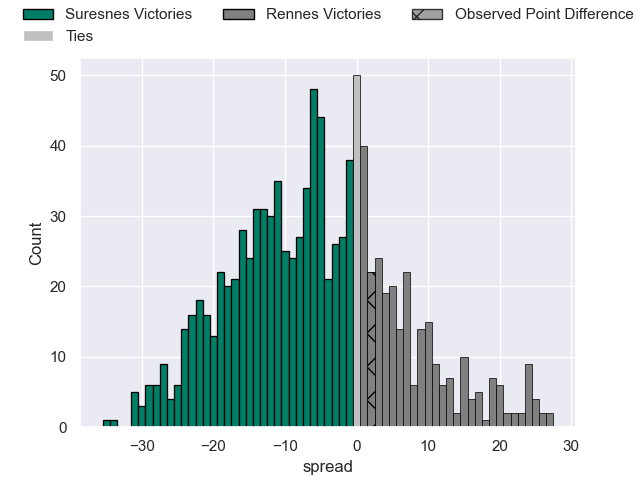 Suresnes Victories Rennes Victories Observed Point Difference
Ties
50
40
30
20
10
0
Count
−30 −20 −10 0 10 20 30
spread